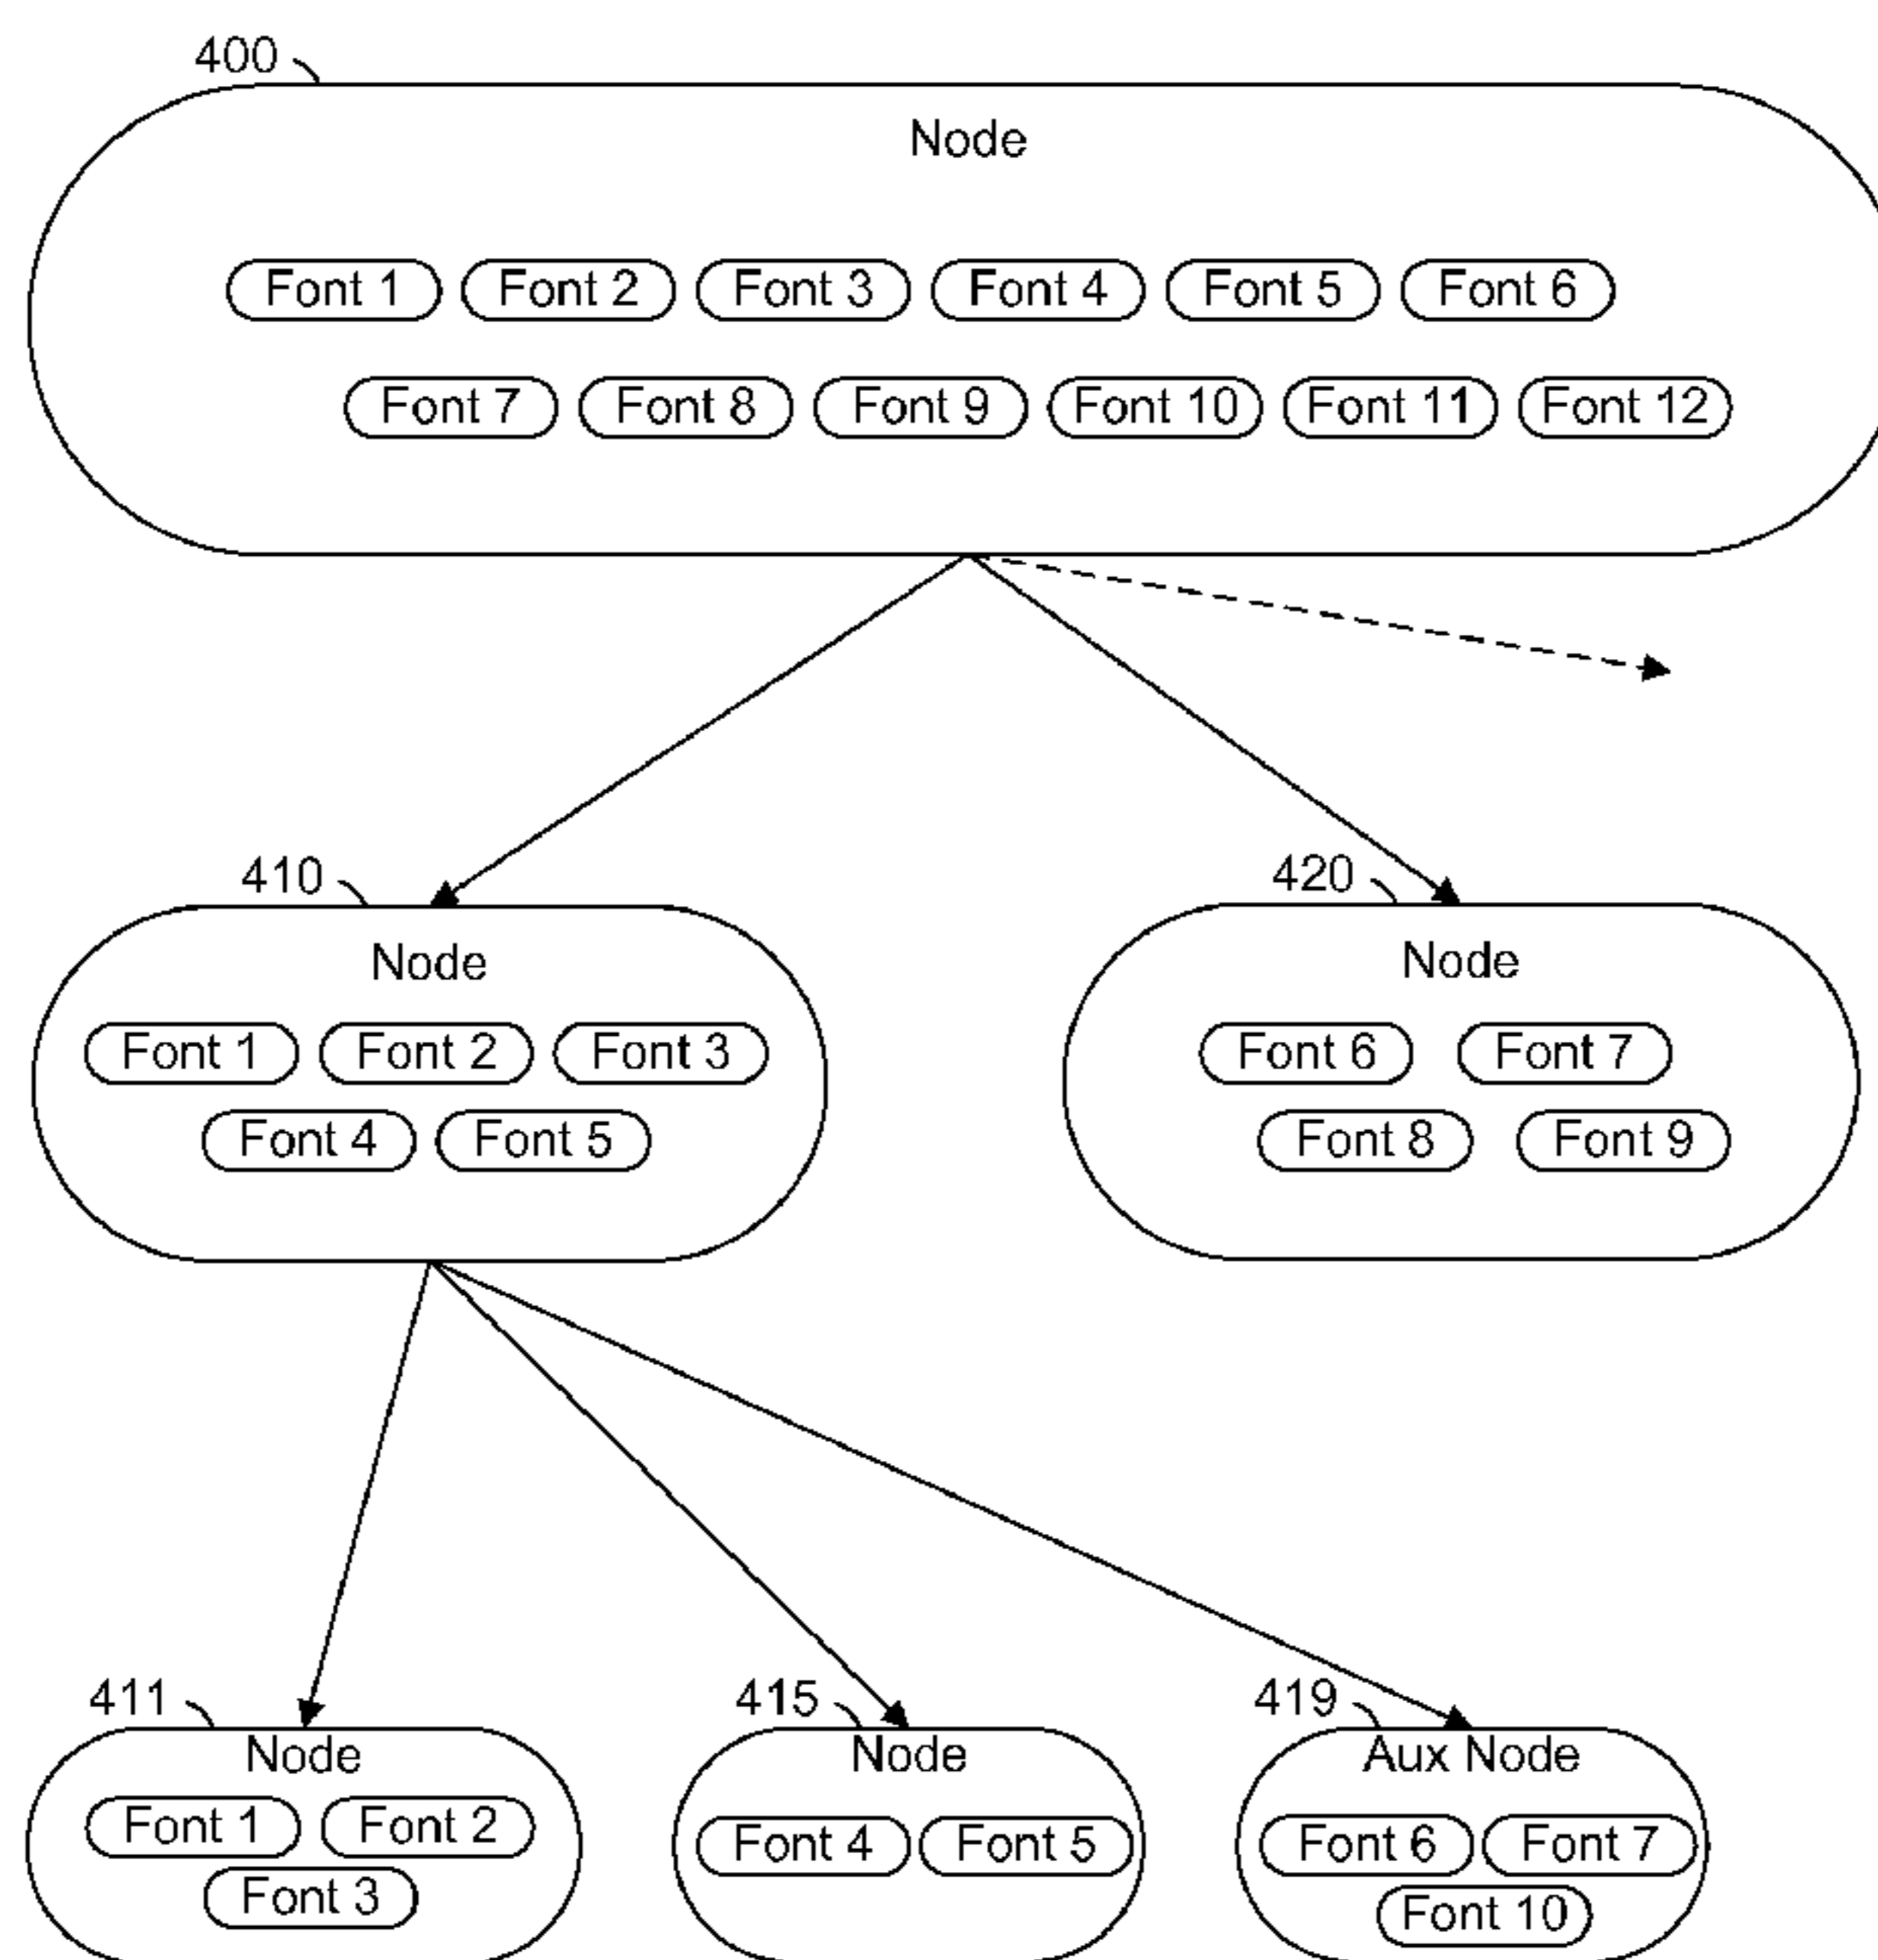 400
Node
Font 1 Font 2 Font 3 Font 4 Font 5 Font 6
Font 7 Font 8 Font 9 Font 10 Font 11 Font 12
410
Node
Font 1 Font 2 Font 3
Font 4 Font 5
420
Node
Font 6 Font 7
Font 8 Font 9
411
Node
Font 1 Font 2
Font 3
415
Node
Font 4 Font 5
419
Aux Node
Font 6 Font 7
Font 10